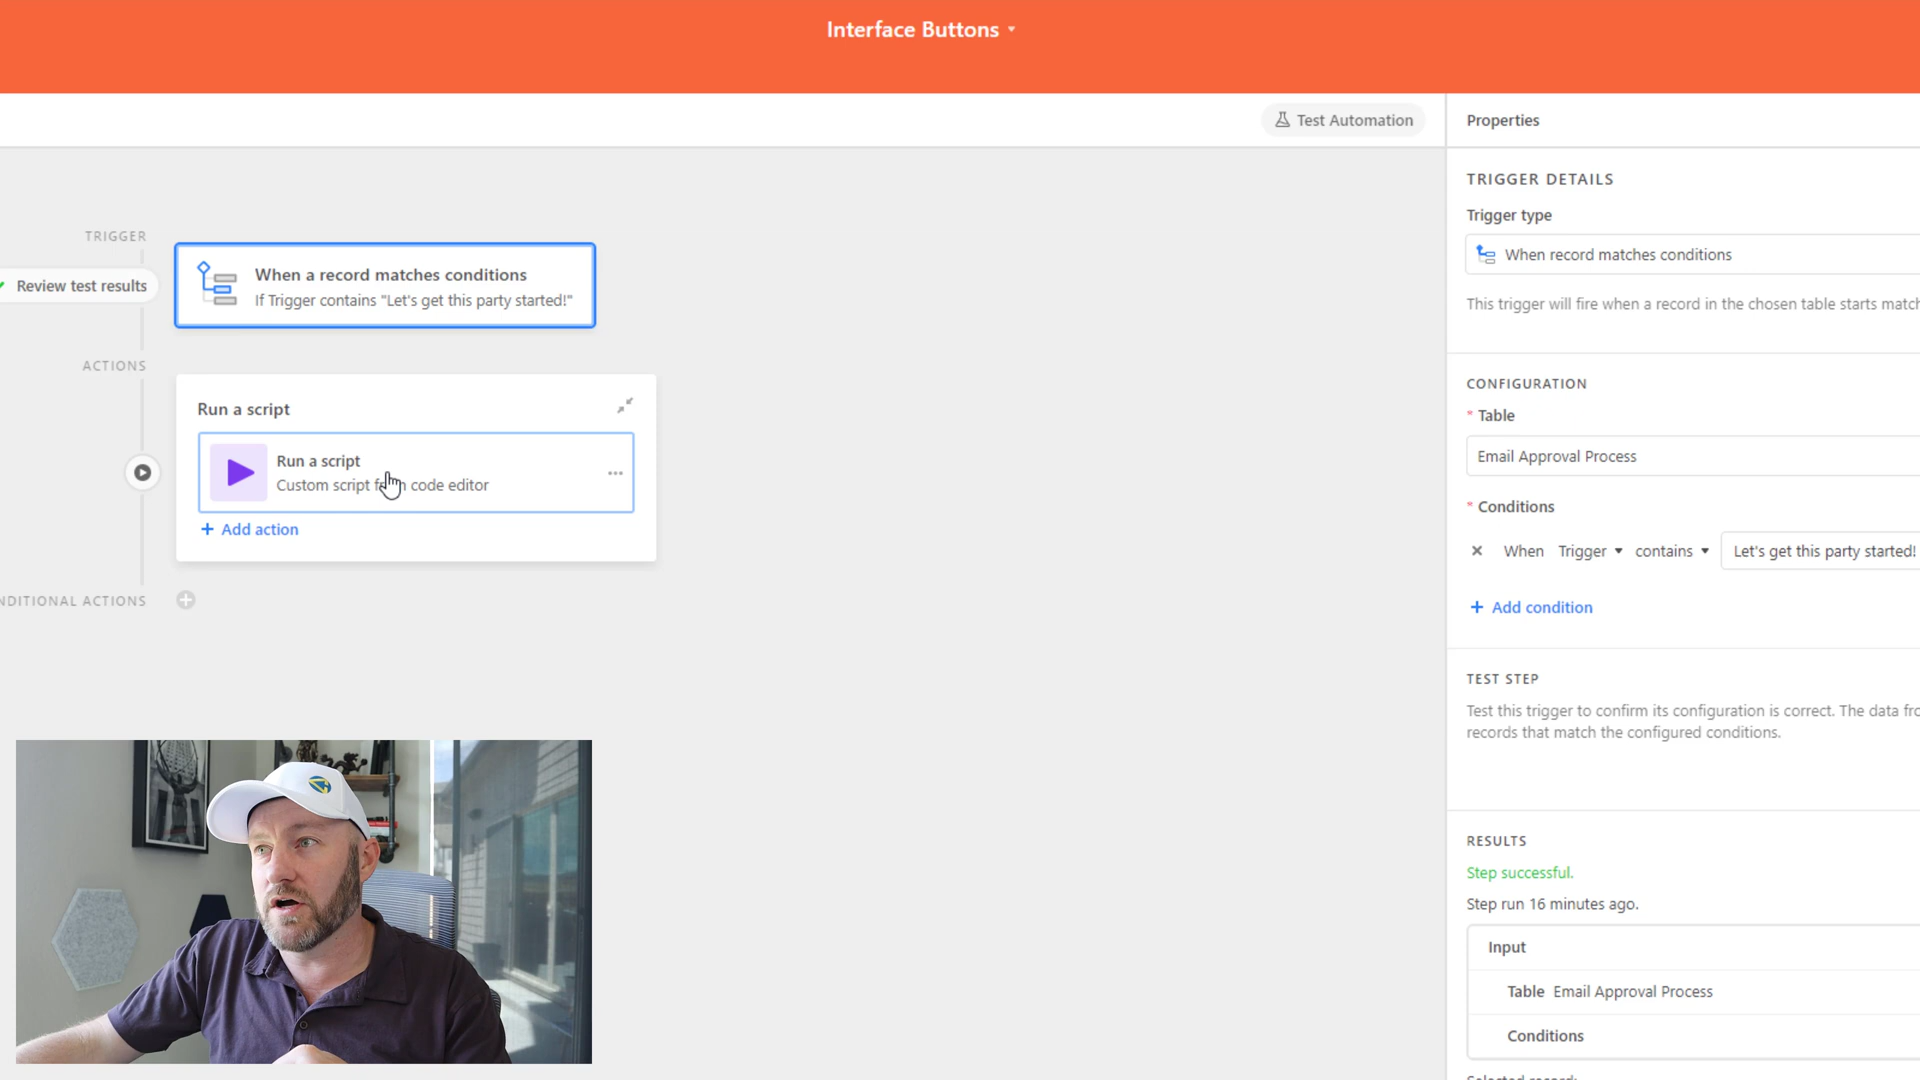 Interface Buttons
Test Automation
Properties
TRIGGER DETAILS
Trigger type
When record matches conditions
This trigger will fire when a record in the chosen table starts
TRIGGER
Review test results
When a record matches conditions
If Trigger contains "Let's get this party started!"
ACTIONS
Run a script
Run a script
Custom script code editor
+ Add action
NDITIONAL ACTIONS
CONFIGURATION
* Table
Email Approval Process
* Conditions
When Trigger contains Let's get this party started!
+ Add condition
TEST STEP
Test this trigger to confirm its configuration is correct. The data
records that match the configured conditions.
RESULTS
Step successful.
Step run 16 minutes ago.
Input
Table Email Approval Process
Conditions